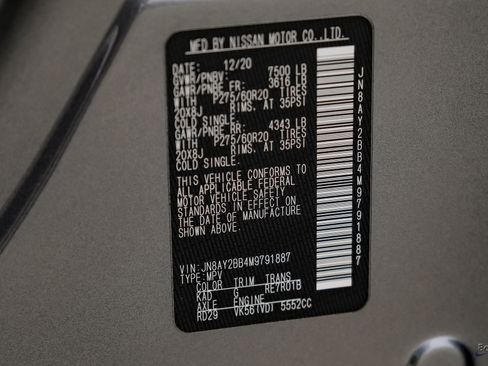 MFD BY NISSAN MOTOR CO.,LTD.
DATE: 12/20
GVWR/PNBV: 7500 LB
GAWR/PNBE FR: 3616 LB
WITH P275/60R20 TIRES
20X8J RIMS, AT 35PSI
COLD SINGLE.
GAWR/PNBE RR: 4343 LB
WITH P275/60R20 TIRES
20X8J RIMS, AT 35PSI
COLD SINGLE.
THIS VEHICLE CONFORMS TO
ALL APPLICABLE FEDERAL
MOTOR VEHICLE SAFETY
STANDARDS IN EFFECT ON
THE DATE OF MANUFACTURE
SHOWN ABOVE.
VIN: JN8AY2BB4M9791887
TYPE: MPV
COLOR TRIM TRANS
KAD G RE7R01B
AXLE ENGINE
RD29 VK56(VD) 5552CC
JN8AY2BB4M9791887